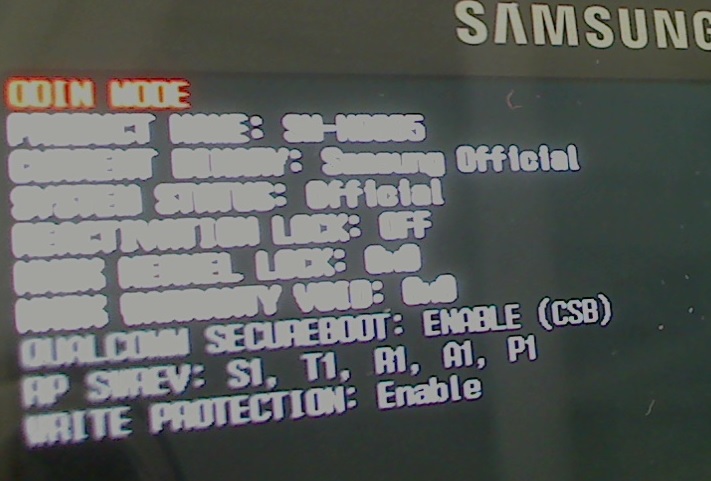 SAMSUNG
ODIN MODE
PRODUCT NAME:
CURRENT BINARY: Samsung Official
SYSTEM STATUS: Official
REACTIVATION LOCK: OFF
KNOX KERNEL LOCK: 0x0
KNOX WARRANTY VOID: 0x0
QUALCOMM SECUREBOOT: ENABLE (CSB)
AP SWREV: S1, T1, R1, A1, P1
WRITE PROTECTION: Enable